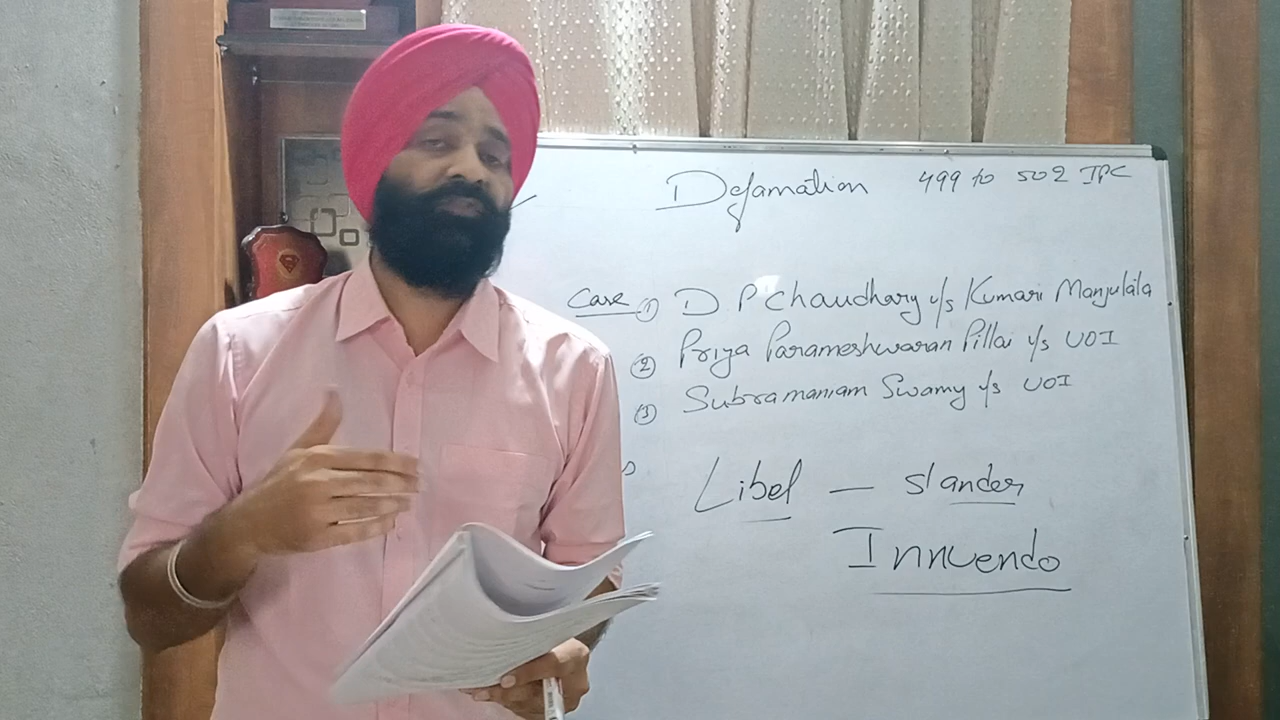 Defamation 499 to 502 IPC
Case ① D P Chaudhary v/s Kumari Manjulata
② Priya Parameshwaran Pillai v/s UOI
③ Subramaniam Swamy v/s UOI
Libel — slander
Innuendo